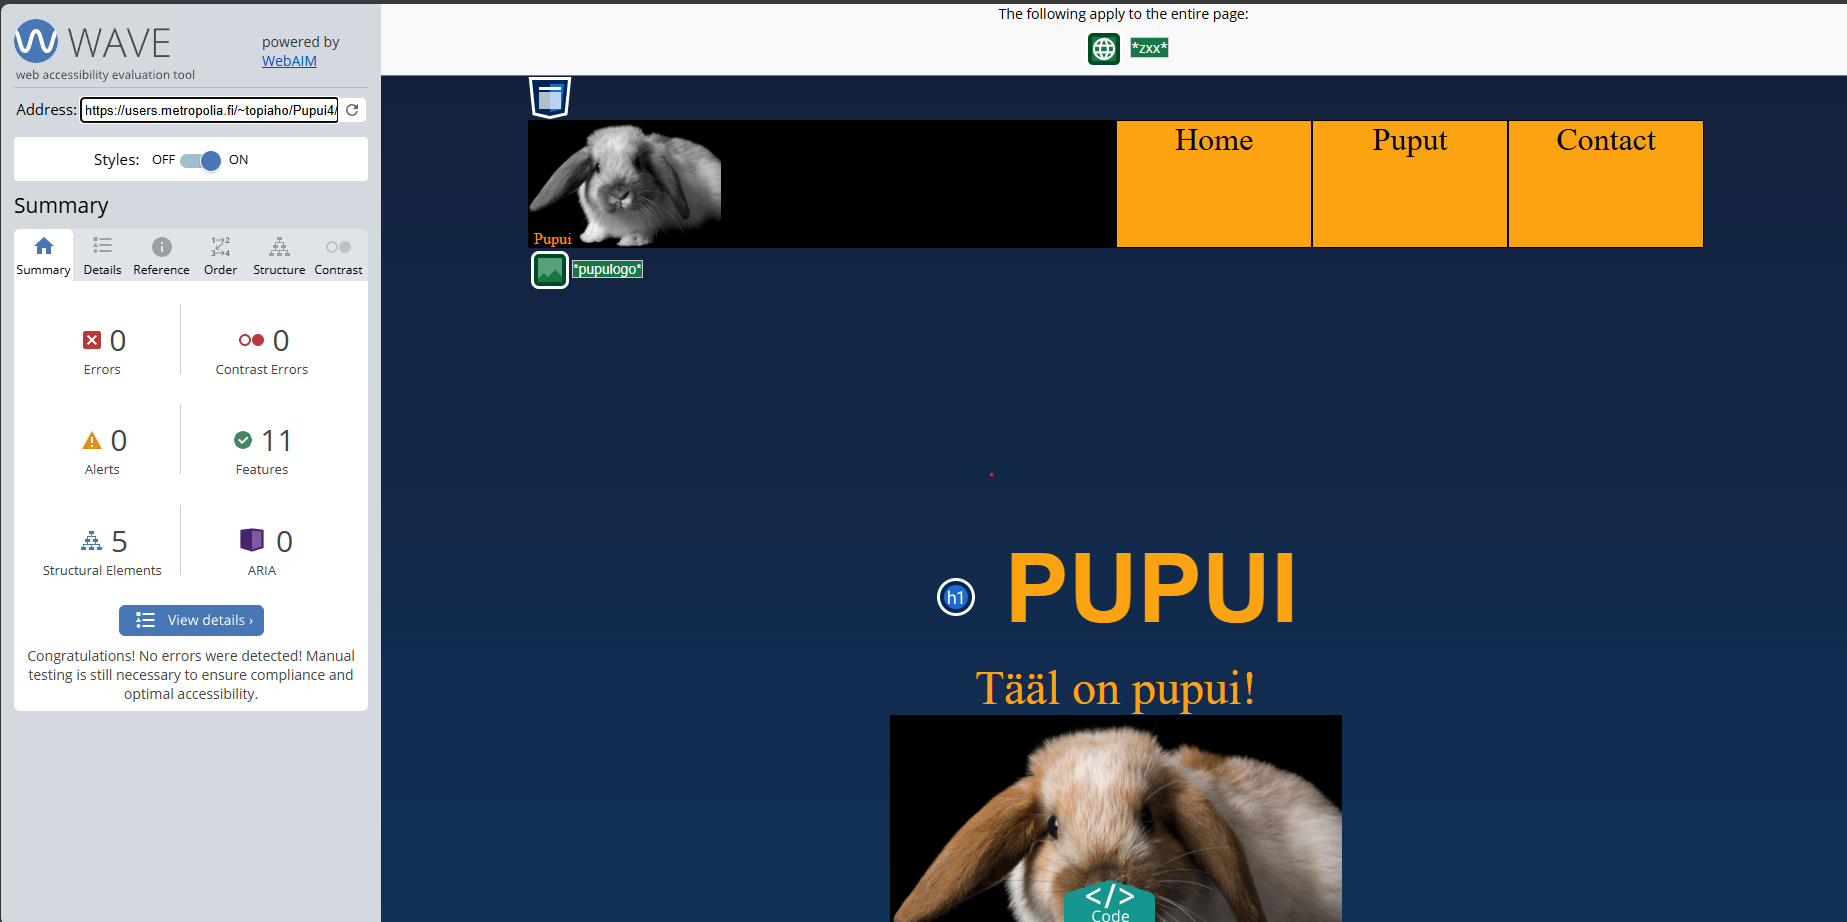 WAVE
web accessibility evaluation tool
powered by
WebAIM
Address: https://users.metropolia.fi/~topiaho/Pupui4/
Styles: OFF ON
Summary
Summary Details Reference Order Structure Contrast
0
Errors
0
Contrast Errors
0
Alerts
11
Features
5
Structural Elements
0
ARIA
View details ›
Congratulations! No errors were detected! Manual
testing is still necessary to ensure compliance and
optimal accessibility.
The following apply to the entire page:
*zxx*
Pupui
Home Puput Contact
*pupulogo*
h1 PUPUI
Tääl on pupui!
</>
Code